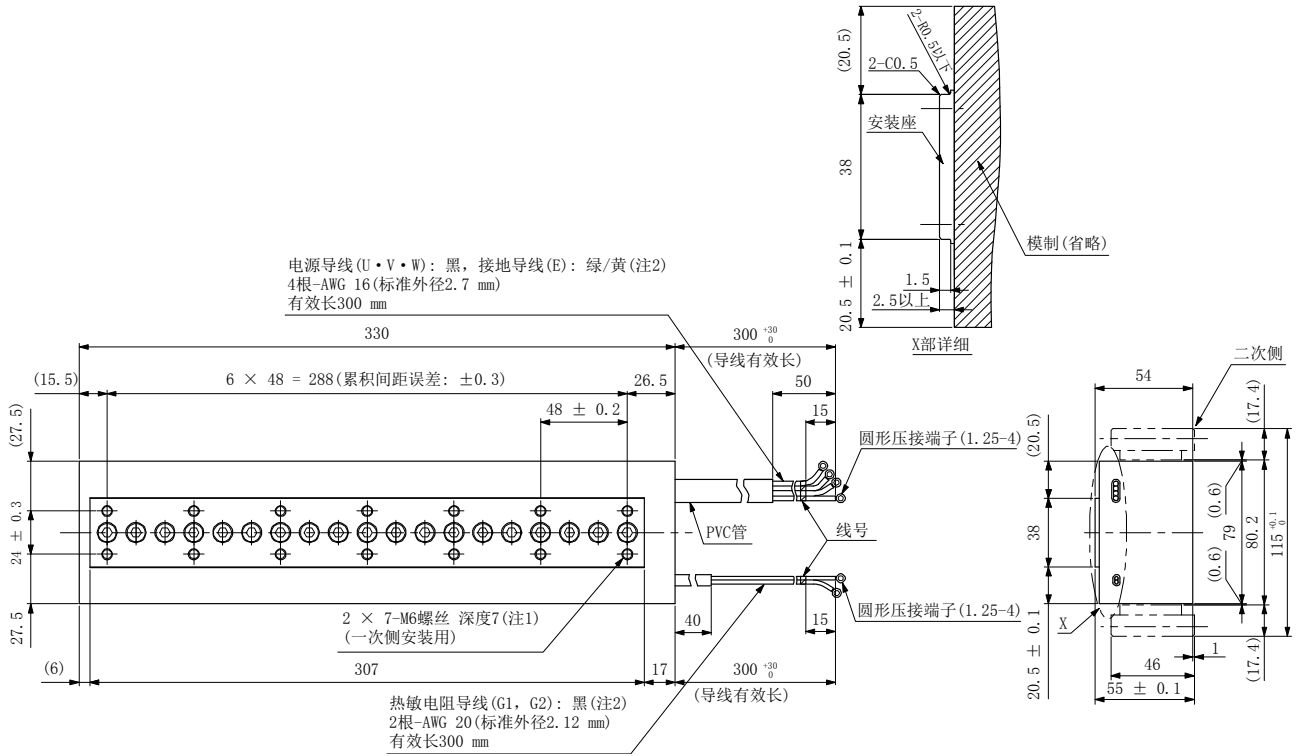 (20.5)
2-R0.5以下
2-C0.5
安装座
38
模制(省略)
20.5 ± 0.1
1.5
2.5以上
X部详细
电源导线(U・V・W): 黑, 接地导线(E): 绿/黄(注2)
4根-AWG 16(标准外径2.7 mm)
有效长300 mm
330
300 +30 0
(导线有效长)
(15.5)
6 × 48 = 288(累积间距误差: ±0.3)
26.5
50
48 ± 0.2
15
圆形压接端子(1.25-4)
(27.5)
24 ± 0.3
27.5
PVC管
线号
2 × 7-M6螺丝 深度7(注1)
(一次侧安装用)
40
15
圆形压接端子(1.25-4)
(6)
307
17
300 +30 0
(导线有效长)
热敏电阻导线(G1, G2): 黑(注2)
2根-AWG 20(标准外径2.12 mm)
有效长300 mm
二次侧
54
(17.4)
(20.5)
38
(0.6)
79
(0.6)
80.2
115 +0.1 0
X
20.5 ± 0.1
1
46
(17.4)
55 ± 0.1